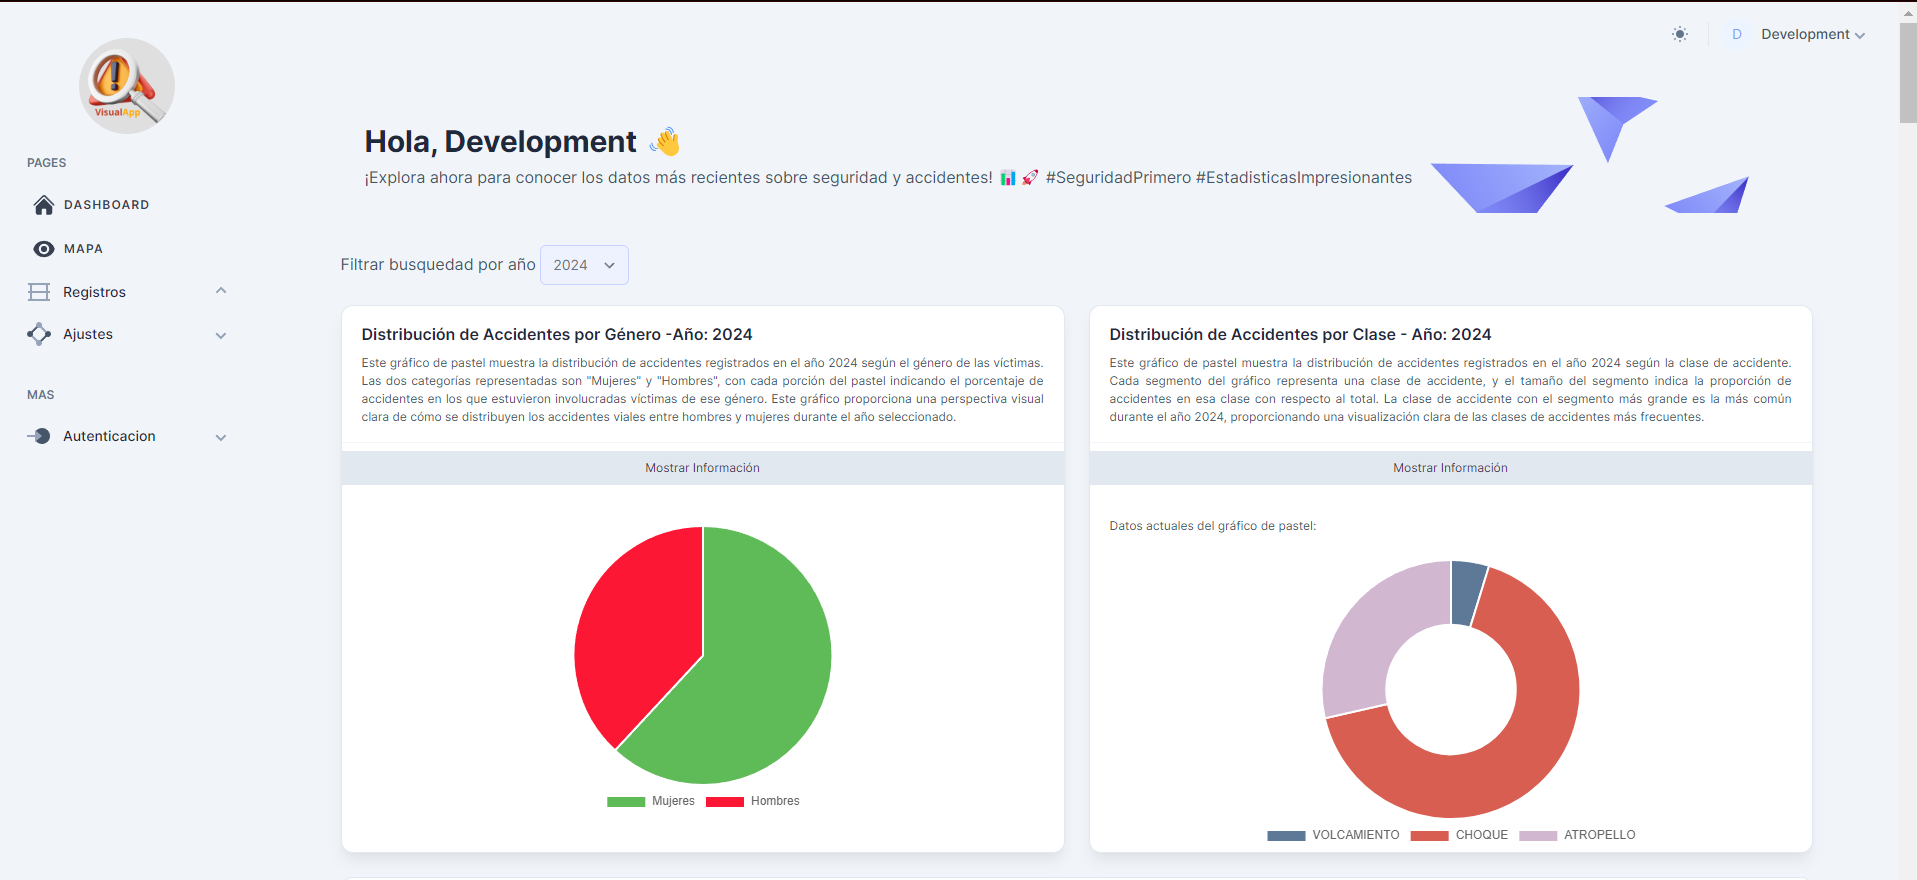 VisualApp
PAGES
DASHBOARD
MAPA
Registros
Ajustes
MAS
Autenticacion
D Development
Hola, Development 👋
¡Explora ahora para conocer los datos más recientes sobre seguridad y accidentes! 📊 🚀 #SeguridadPrimero #EstadisticasImpresionantes
Filtrar busquedad por año 2024
Distribución de Accidentes por Género -Año: 2024
Este gráfico de pastel muestra la distribución de accidentes registrados en el año 2024 según el género de las víctimas.
Las dos categorías representadas son "Mujeres" y "Hombres", con cada porción del pastel indicando el porcentaje de
accidentes en los que estuvieron involucradas víctimas de ese género. Este gráfico proporciona una perspectiva visual
clara de cómo se distribuyen los accidentes viales entre hombres y mujeres durante el año seleccionado.
Mostrar Información
Mujeres Hombres
Distribución de Accidentes por Clase - Año: 2024
Este gráfico de pastel muestra la distribución de accidentes registrados en el año 2024 según la clase de accidente.
Cada segmento del gráfico representa una clase de accidente, y el tamaño del segmento indica la proporción de
accidentes en esa clase con respecto al total. La clase de accidente con el segmento más grande es la más común
durante el año 2024, proporcionando una visualización clara de las clases de accidentes más frecuentes.
Mostrar Información
Datos actuales del gráfico de pastel:
VOLCAMIENTO CHOQUE ATROPELLO